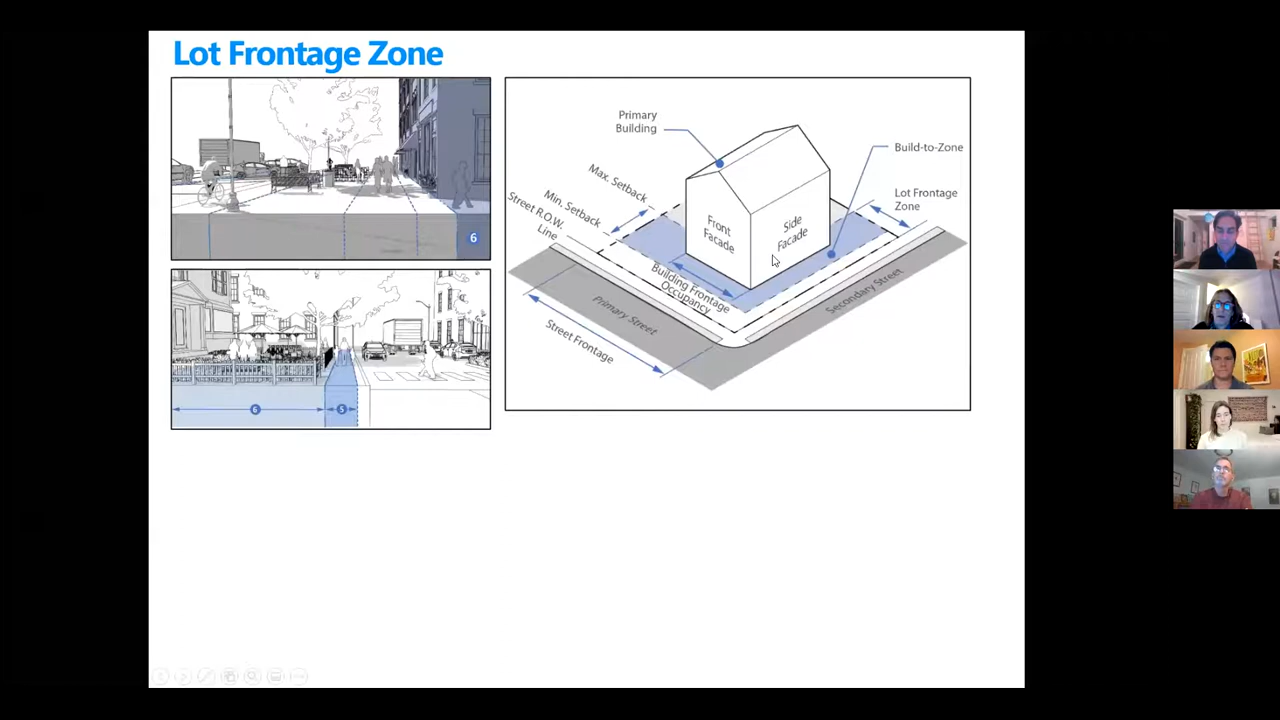 Lot Frontage Zone
6
6
5
Primary
Building
Build-to-Zone
Max. Setback
Lot Frontage
Zone
Min. Setback
Street R.O.W.
Line
Front
Facade
Side
Facade
Building Frontage
Occupancy
Primary Street
Secondary Street
Street Frontage